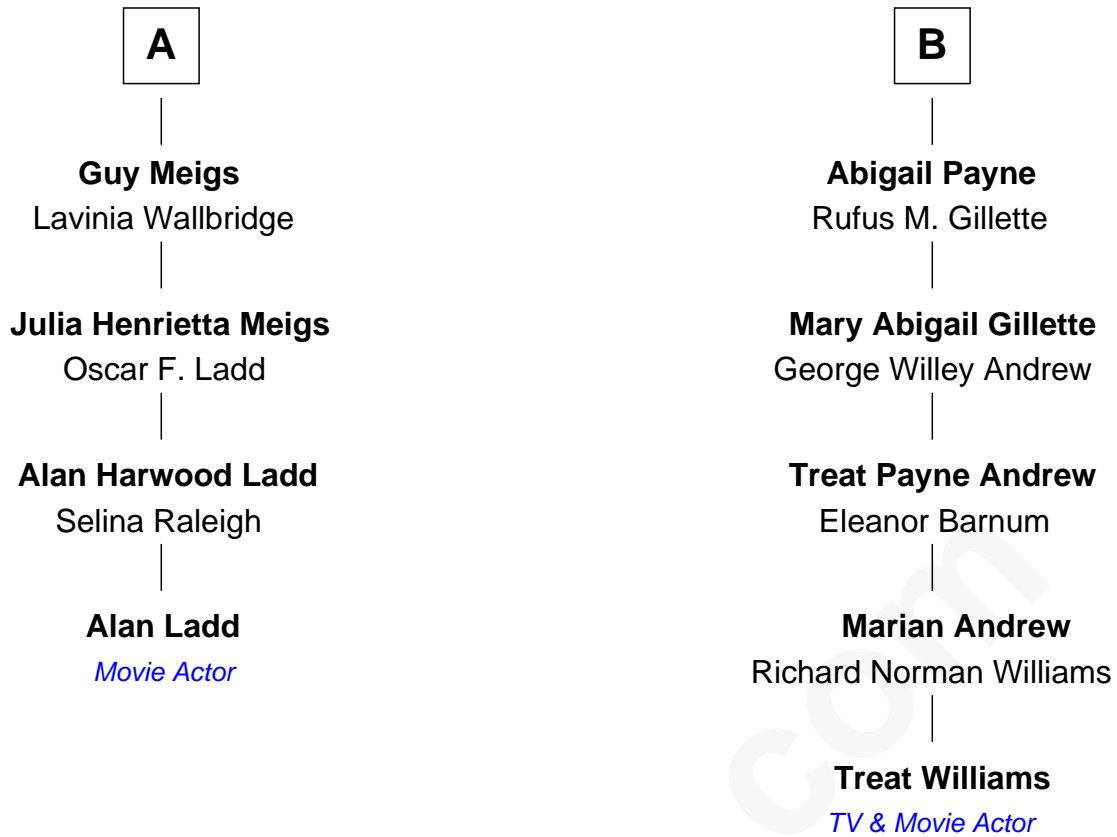 A
Guy Meigs
Lavinia Wallbridge
Julia Henrietta Meigs
Oscar F. Ladd
Alan Harwood Ladd
Selina Raleigh
Alan Ladd
Movie Actor
B
Abigail Payne
Rufus M. Gillette
Mary Abigail Gillette
George Willey Andrew
Treat Payne Andrew
Eleanor Barnum
Marian Andrew
Richard Norman Williams
Treat Williams
TV & Movie Actor
com